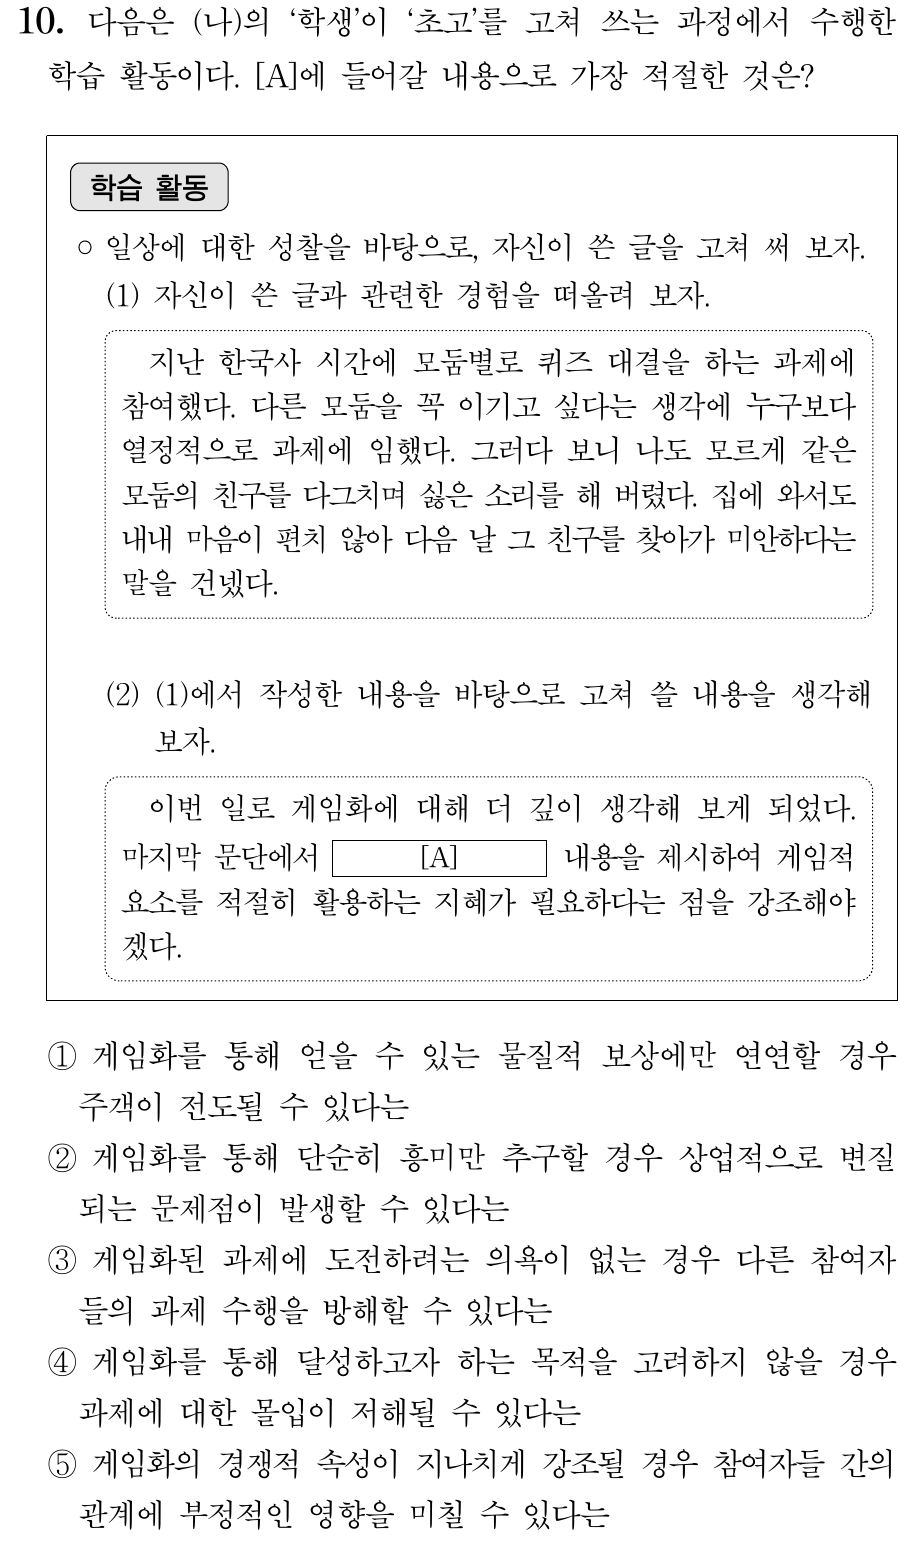 10. 다음은 (나)의 ‘학생’이 ‘초고’를 고쳐 쓰는 과정에서 수행한
학습 활동이다. [A]에 들어갈 내용으로 가장 적절한 것은?
학습 활동
○ 일상에 대한 성찰을 바탕으로, 자신이 쓴 글을 고쳐 써 보자.
(1) 자신이 쓴 글과 관련한 경험을 떠올려 보자.
지난 한국사 시간에 모둠별로 퀴즈 대결을 하는 과제에
참여했다. 다른 모둠을 꼭 이기고 싶다는 생각에 누구보다
열정적으로 과제에 임했다. 그러다 보니 나도 모르게 같은
모둠의 친구를 다그치며 싫은 소리를 해 버렸다. 집에 와서도
내내 마음이 편치 않아 다음 날 그 친구를 찾아가 미안하다는
말을 건넸다.
(2) (1)에서 작성한 내용을 바탕으로 고쳐 쓸 내용을 생각해
보자.
이번 일로 게임화에 대해 더 깊이 생각해 보게 되었다.
마지막 문단에서 [A] 내용을 제시하여 게임적
요소를 적절히 활용하는 지혜가 필요하다는 점을 강조해야
겠다.
① 게임화를 통해 얻을 수 있는 물질적 보상에만 연연할 경우
주객이 전도될 수 있다는
② 게임화를 통해 단순히 흥미만 추구할 경우 상업적으로 변질
되는 문제점이 발생할 수 있다는
③ 게임화된 과제에 도전하려는 의욕이 없는 경우 다른 참여자
들의 과제 수행을 방해할 수 있다는
④ 게임화를 통해 달성하고자 하는 목적을 고려하지 않을 경우
과제에 대한 몰입이 저해될 수 있다는
⑤ 게임화의 경쟁적 속성이 지나치게 강조될 경우 참여자들 간의
관계에 부정적인 영향을 미칠 수 있다는